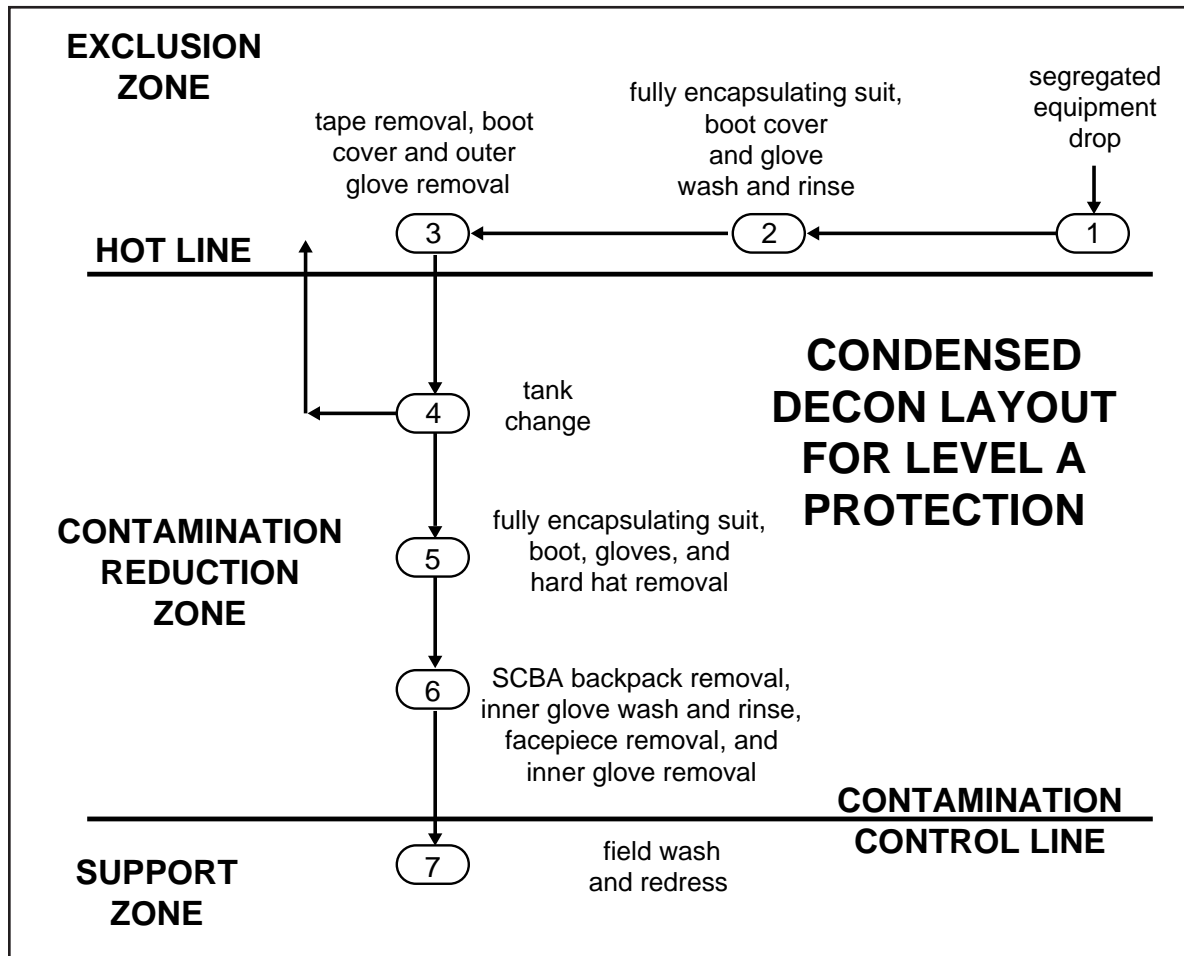 EXCLUSION
ZONE
segregated
equipment
drop
fully encapsulating suit,
boot cover
and glove
wash and rinse
tape removal, boot
cover and outer
glove removal
3
2
1
HOT LINE
CONDENSED
DECON LAYOUT
FOR LEVEL A
PROTECTION
4
tank
change
CONTAMINATION
REDUCTION
ZONE
5
fully encapsulating suit,
boot, gloves, and
hard hat removal
6
SCBA backpack removal,
inner glove wash and rinse,
facepiece removal, and
inner glove removal
CONTAMINATION
CONTROL LINE
SUPPORT
ZONE
7
field wash
and redress